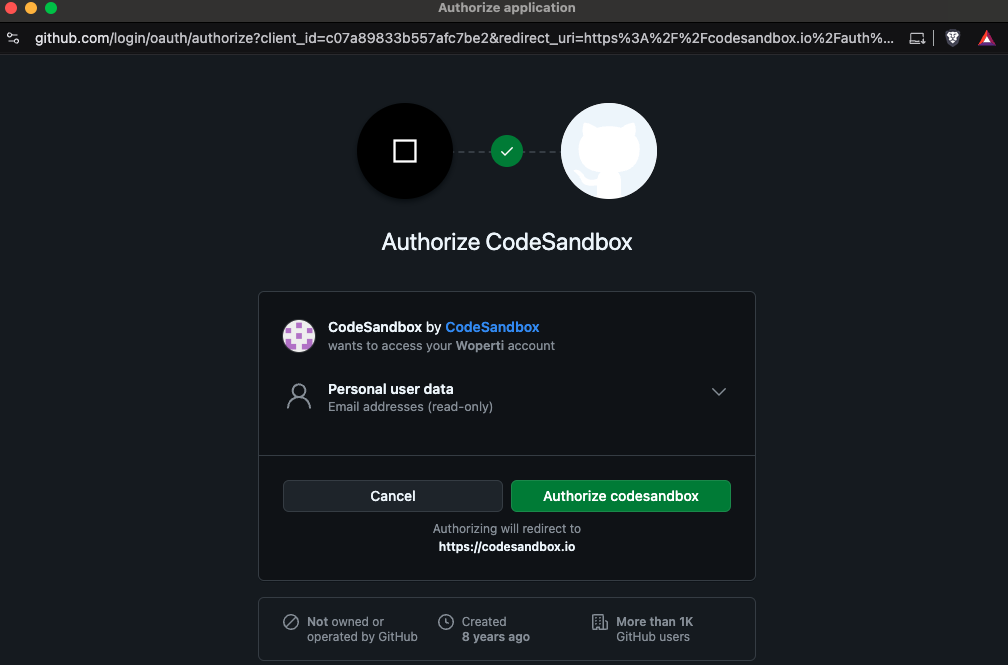 Authorize application
github.com/login/oauth/authorize?client_id=c07a89833b557afc7be2&redirect_uri=https%3A%2F%2Fcodesandbox.io%2Fauth%...
Authorize CodeSandbox
CodeSandbox by CodeSandbox
wants to access your Woperti account
Personal user data
Email addresses (read-only)
Cancel
Authorize codesandbox
Authorizing will redirect to
https://codesandbox.io
Not owned or
operated by GitHub
Created
8 years ago
More than 1K
GitHub users